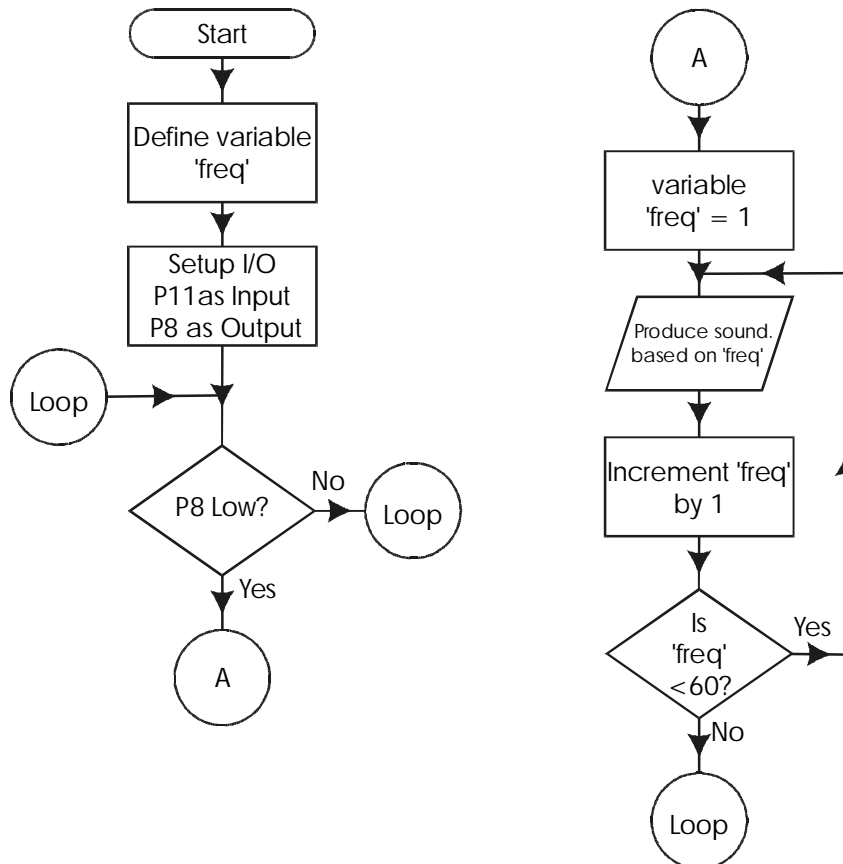 Start
Define variable
'freq'
Setup I/O
P11as Input
P8 as Output
Loop
P8 Low?
No
Loop
Yes
A
A
variable
'freq' = 1
Produce sound.
based on 'freq'
Increment 'freq'
by 1
Is
'freq'
<60?
Yes
No
Loop